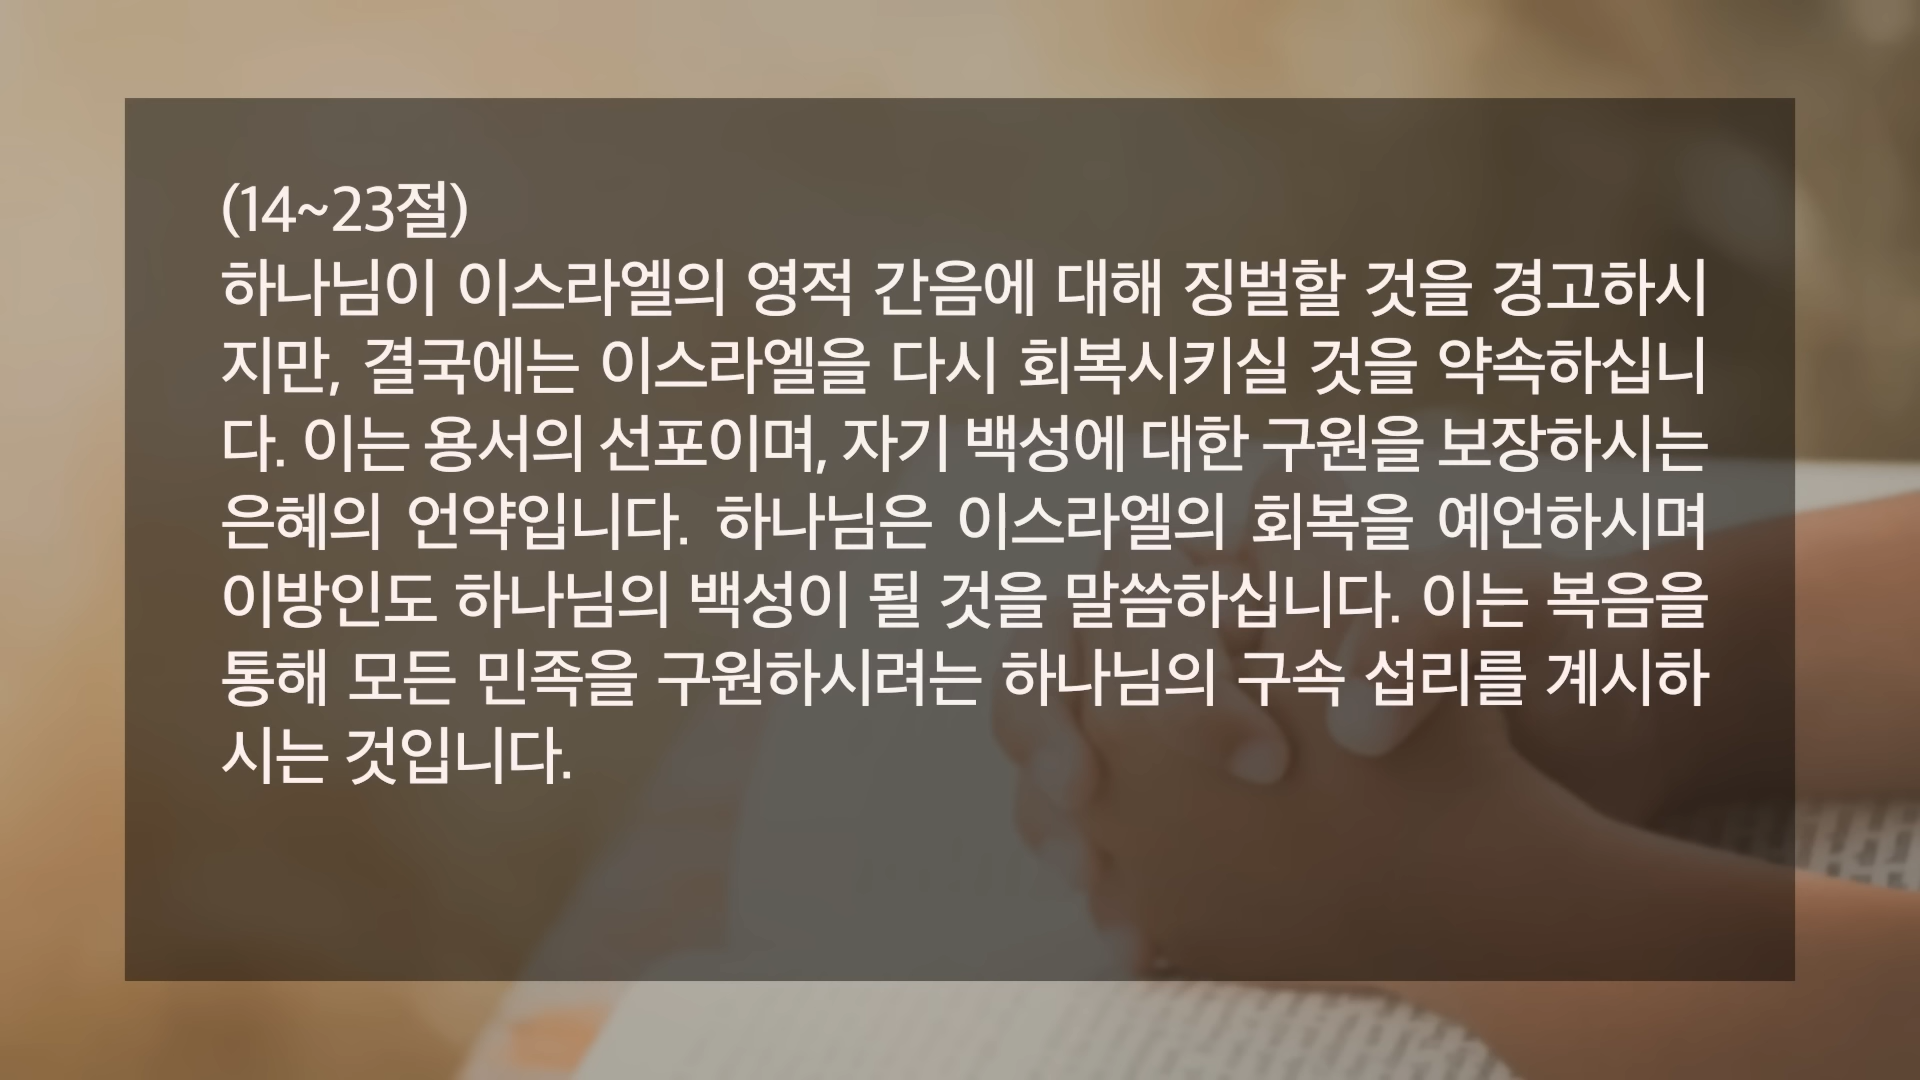 (14~23절)
하나님이 이스라엘의 영적 간음에 대해 징벌할 것을 경고하시
지만, 결국에는 이스라엘을 다시 회복시키실 것을 약속하십니
다. 이는 용서의 선포이며, 자기 백성에 대한 구원을 보장하시는
은혜의 언약입니다. 하나님은 이스라엘의 회복을 예언하시며
이방인도 하나님의 백성이 될 것을 말씀하십니다. 이는 복음을
통해 모든 민족을 구원하시려는 하나님의 구속 섭리를 계시하
시는 것입니다.